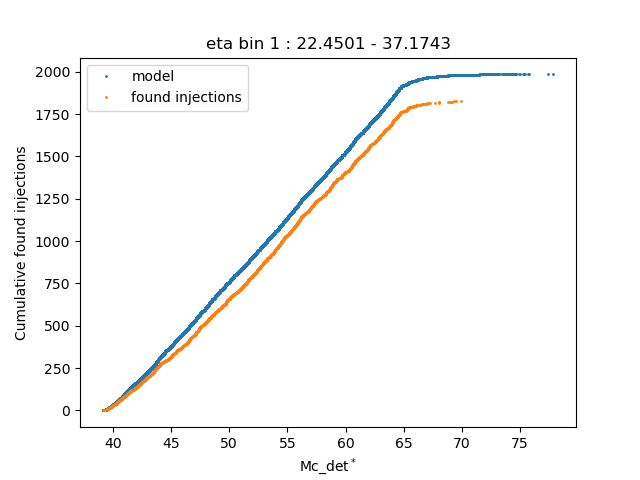 eta bin 1 : 22.4501 - 37.1743
model
found injections
2000
1750
1500
1250
1000
750
500
250
0
Cumulative found injections
40 45 50 55 60 65 70 75
Mc_det*